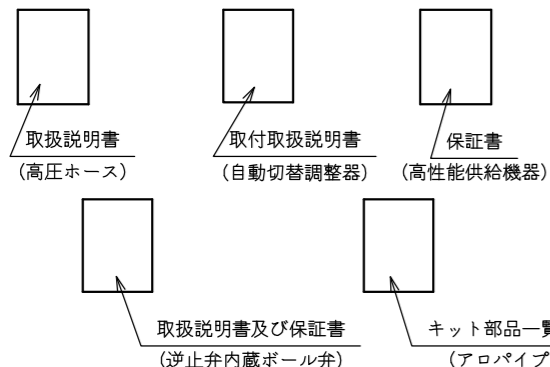 取扱説明書
(高圧ホース)
取付取扱説明書
(自動切替調整器)
保証書
(高性能供給機器)
取扱説明書及び保証書
(逆止弁内蔵ボール弁)
キット部品一覧
(アロパイプ